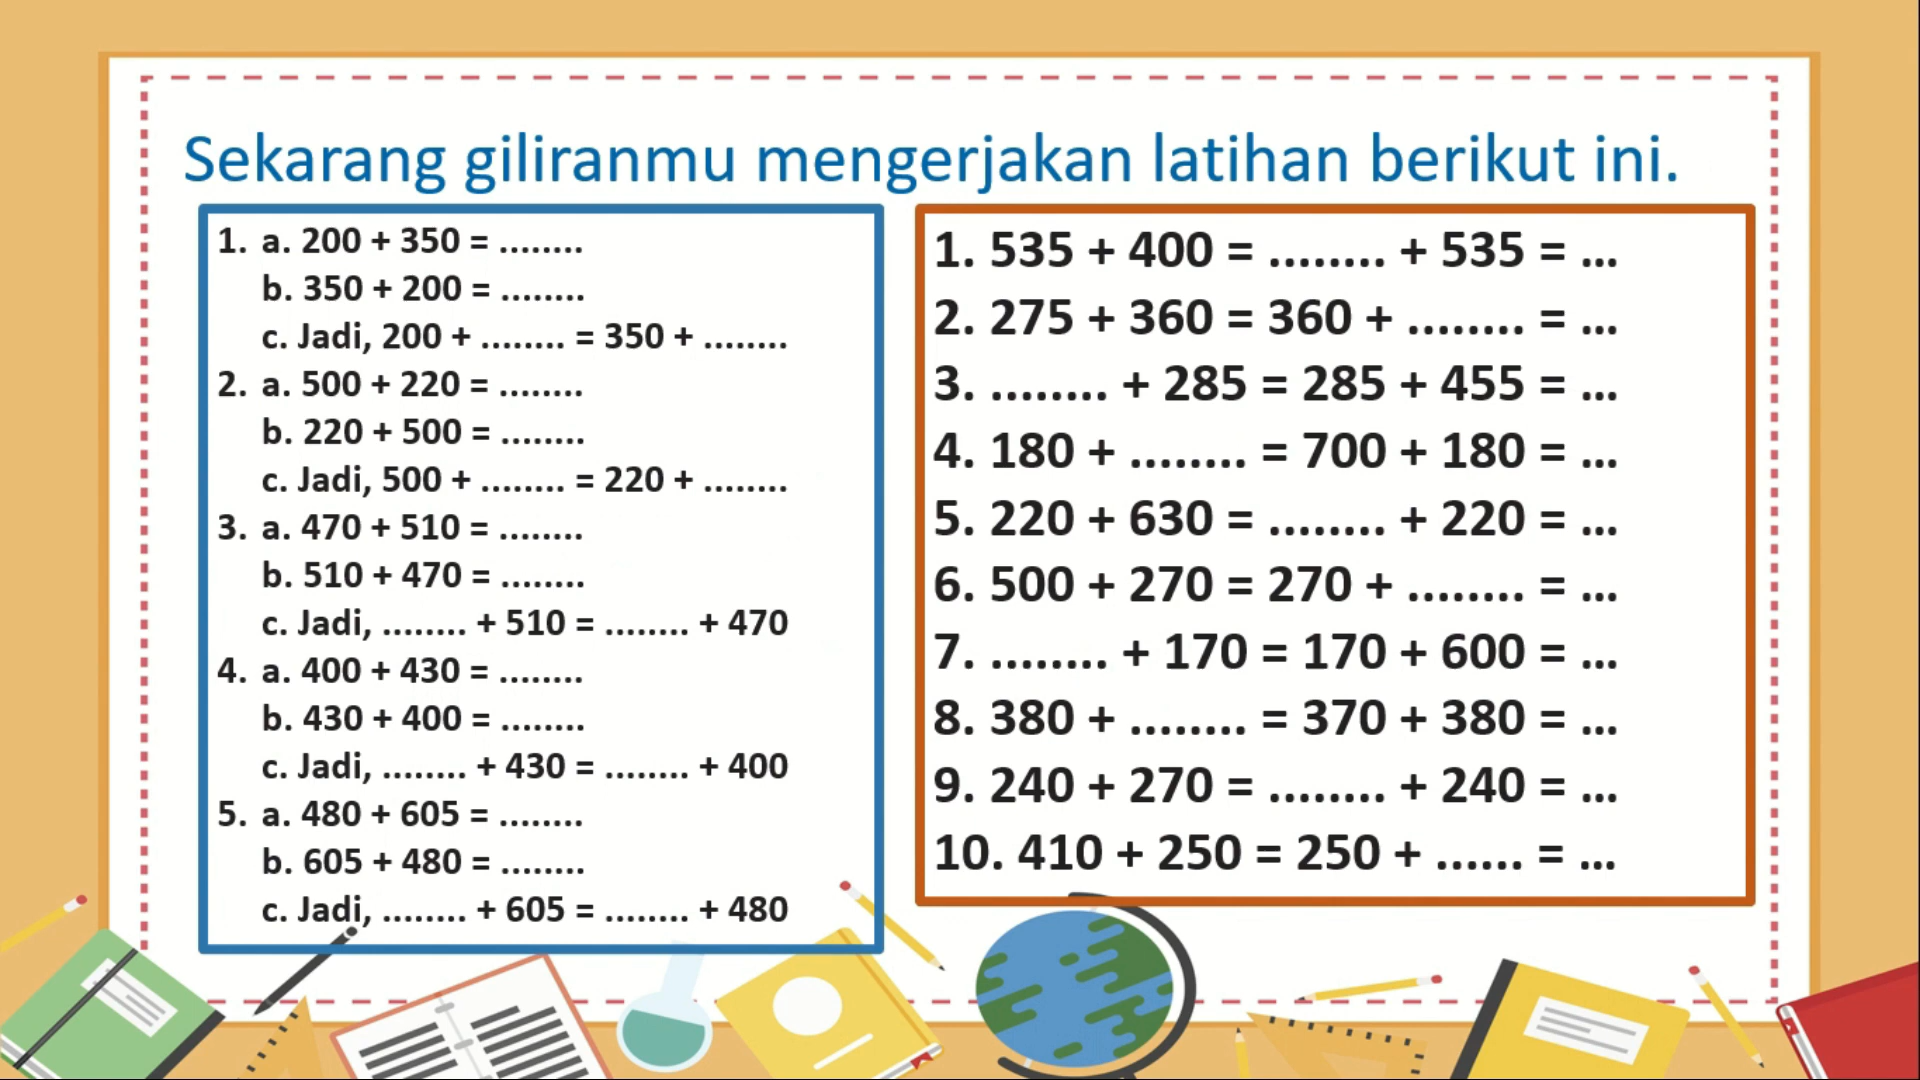 Sekarang giliranmu mengerjakan latihan berikut ini.
1. a. 200 + 350 = ........
b. 350 + 200 = ........
c. Jadi, 200 + ........ = 350 + ........
2. a. 500 + 220 = ........
b. 220 + 500 = ........
c. Jadi, 500 + ........ = 220 + ........
3. a. 470 + 510 = ........
b. 510 + 470 = ........
c. Jadi, ........ + 510 = ........ + 470
4. a. 400 + 430 = ........
b. 430 + 400 = ........
c. Jadi, ........ + 430 = ........ + 400
5. a. 480 + 605 = ........
b. 605 + 480 = ........
c. Jadi, ........ + 605 = ........ + 480
1. 535 + 400 = ........ + 535 = ...
2. 275 + 360 = 360 + ........ = ...
3. ........ + 285 = 285 + 455 = ...
4. 180 + ........ = 700 + 180 = ...
5. 220 + 630 = ........ + 220 = ...
6. 500 + 270 = 270 + ........ = ...
7. ........ + 170 = 170 + 600 = ...
8. 380 + ........ = 370 + 380 = ...
9. 240 + 270 = ........ + 240 = ...
10. 410 + 250 = 250 + ...... = ...